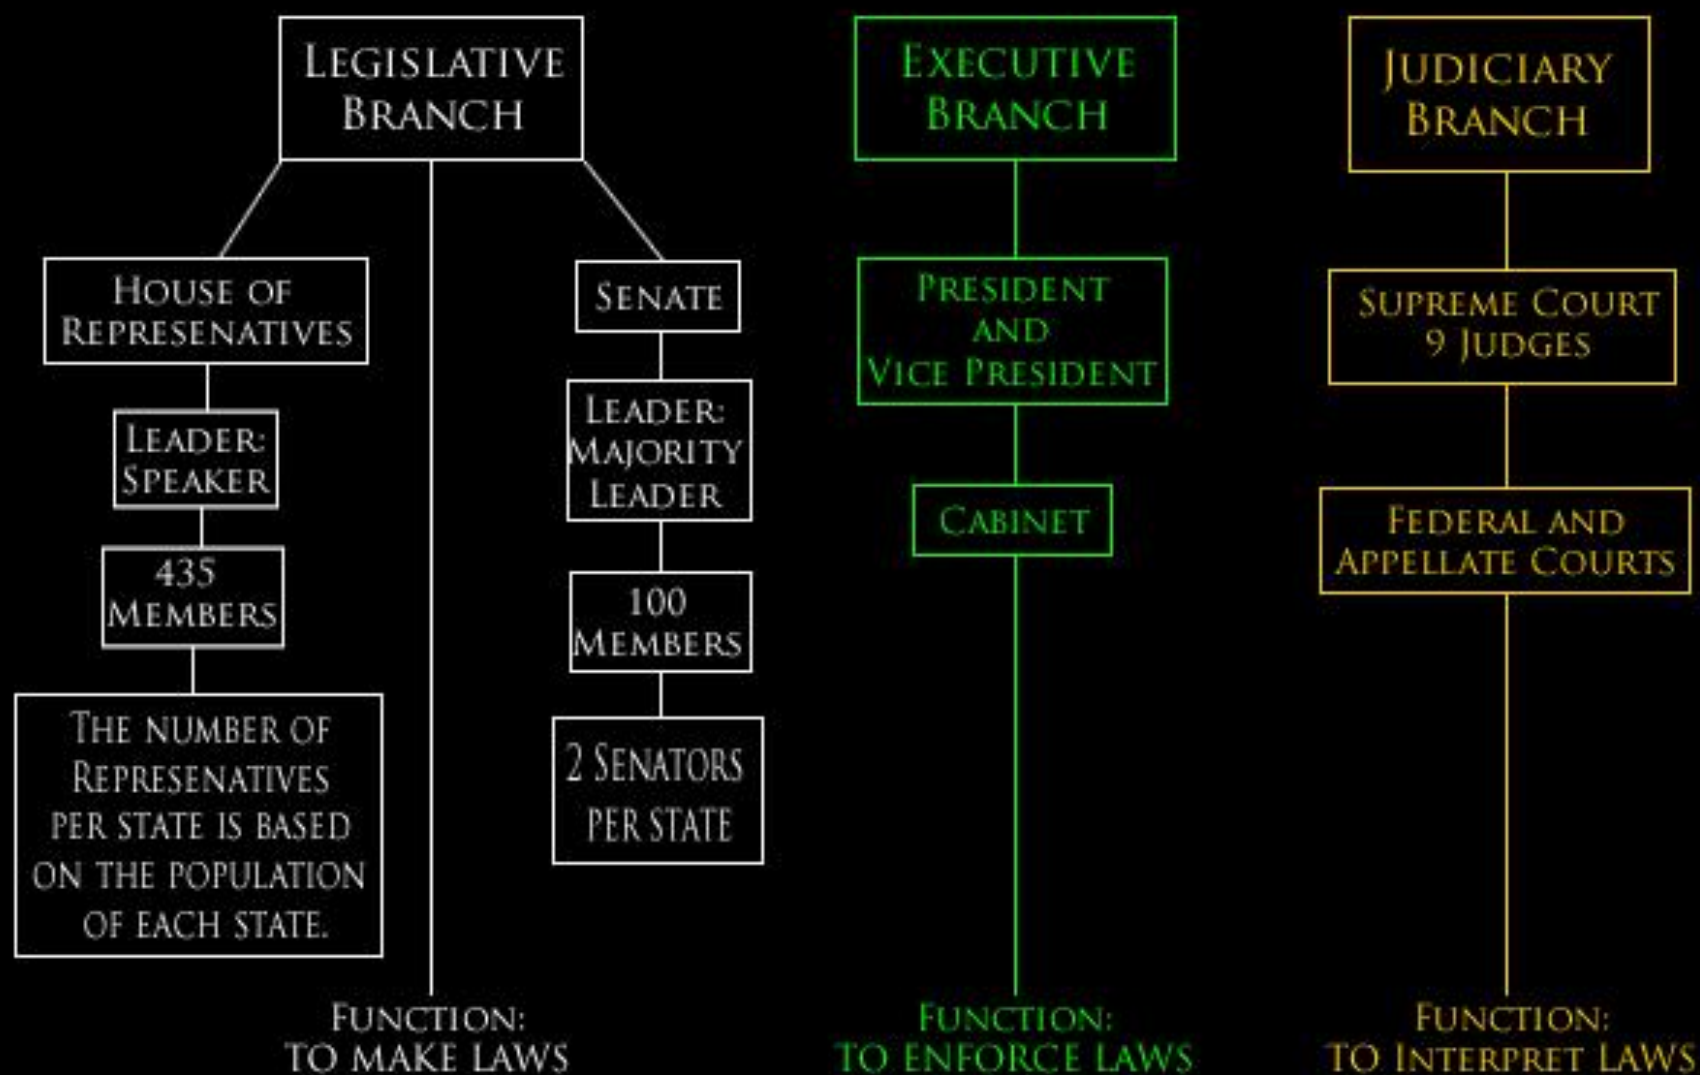 LEGISLATIVE
BRANCH
HOUSE OF
REPRESENATIVES
LEADER:
SPEAKER
435
MEMBERS
THE NUMBER OF
REPRESENATIVES
PER STATE IS BASED
ON THE POPULATION
OF EACH STATE.
SENATE
LEADER:
MAJORITY
LEADER
100
MEMBERS
2 SENATORS
PER STATE
FUNCTION:
TO MAKE LAWS
EXECUTIVE
BRANCH
PRESIDENT
AND
VICE PRESIDENT
CABINET
FUNCTION:
TO ENFORCE LAWS
JUDICIARY
BRANCH
SUPREME COURT
9 JUDGES
FEDERAL AND
APPELLATE COURTS
FUNCTION:
TO INTERPRET LAWS